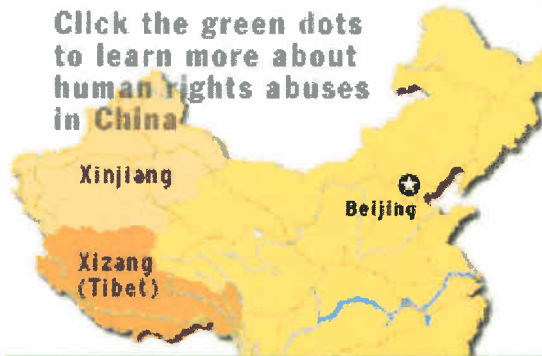 Click the green dots
to learn more about
human rights abuses
in China
Xinjiang
Beijing
Xizang
(Tibet)